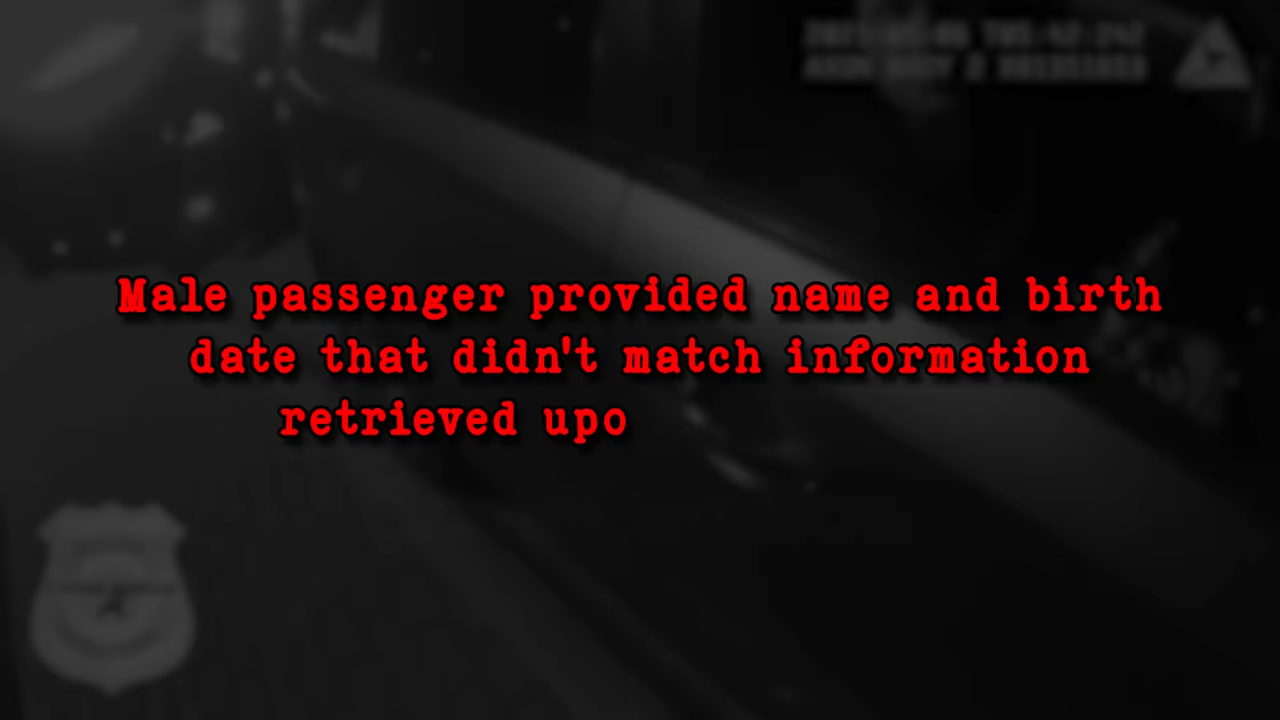 Male passenger provided name and birth
date that didn't match information
retrieved upo